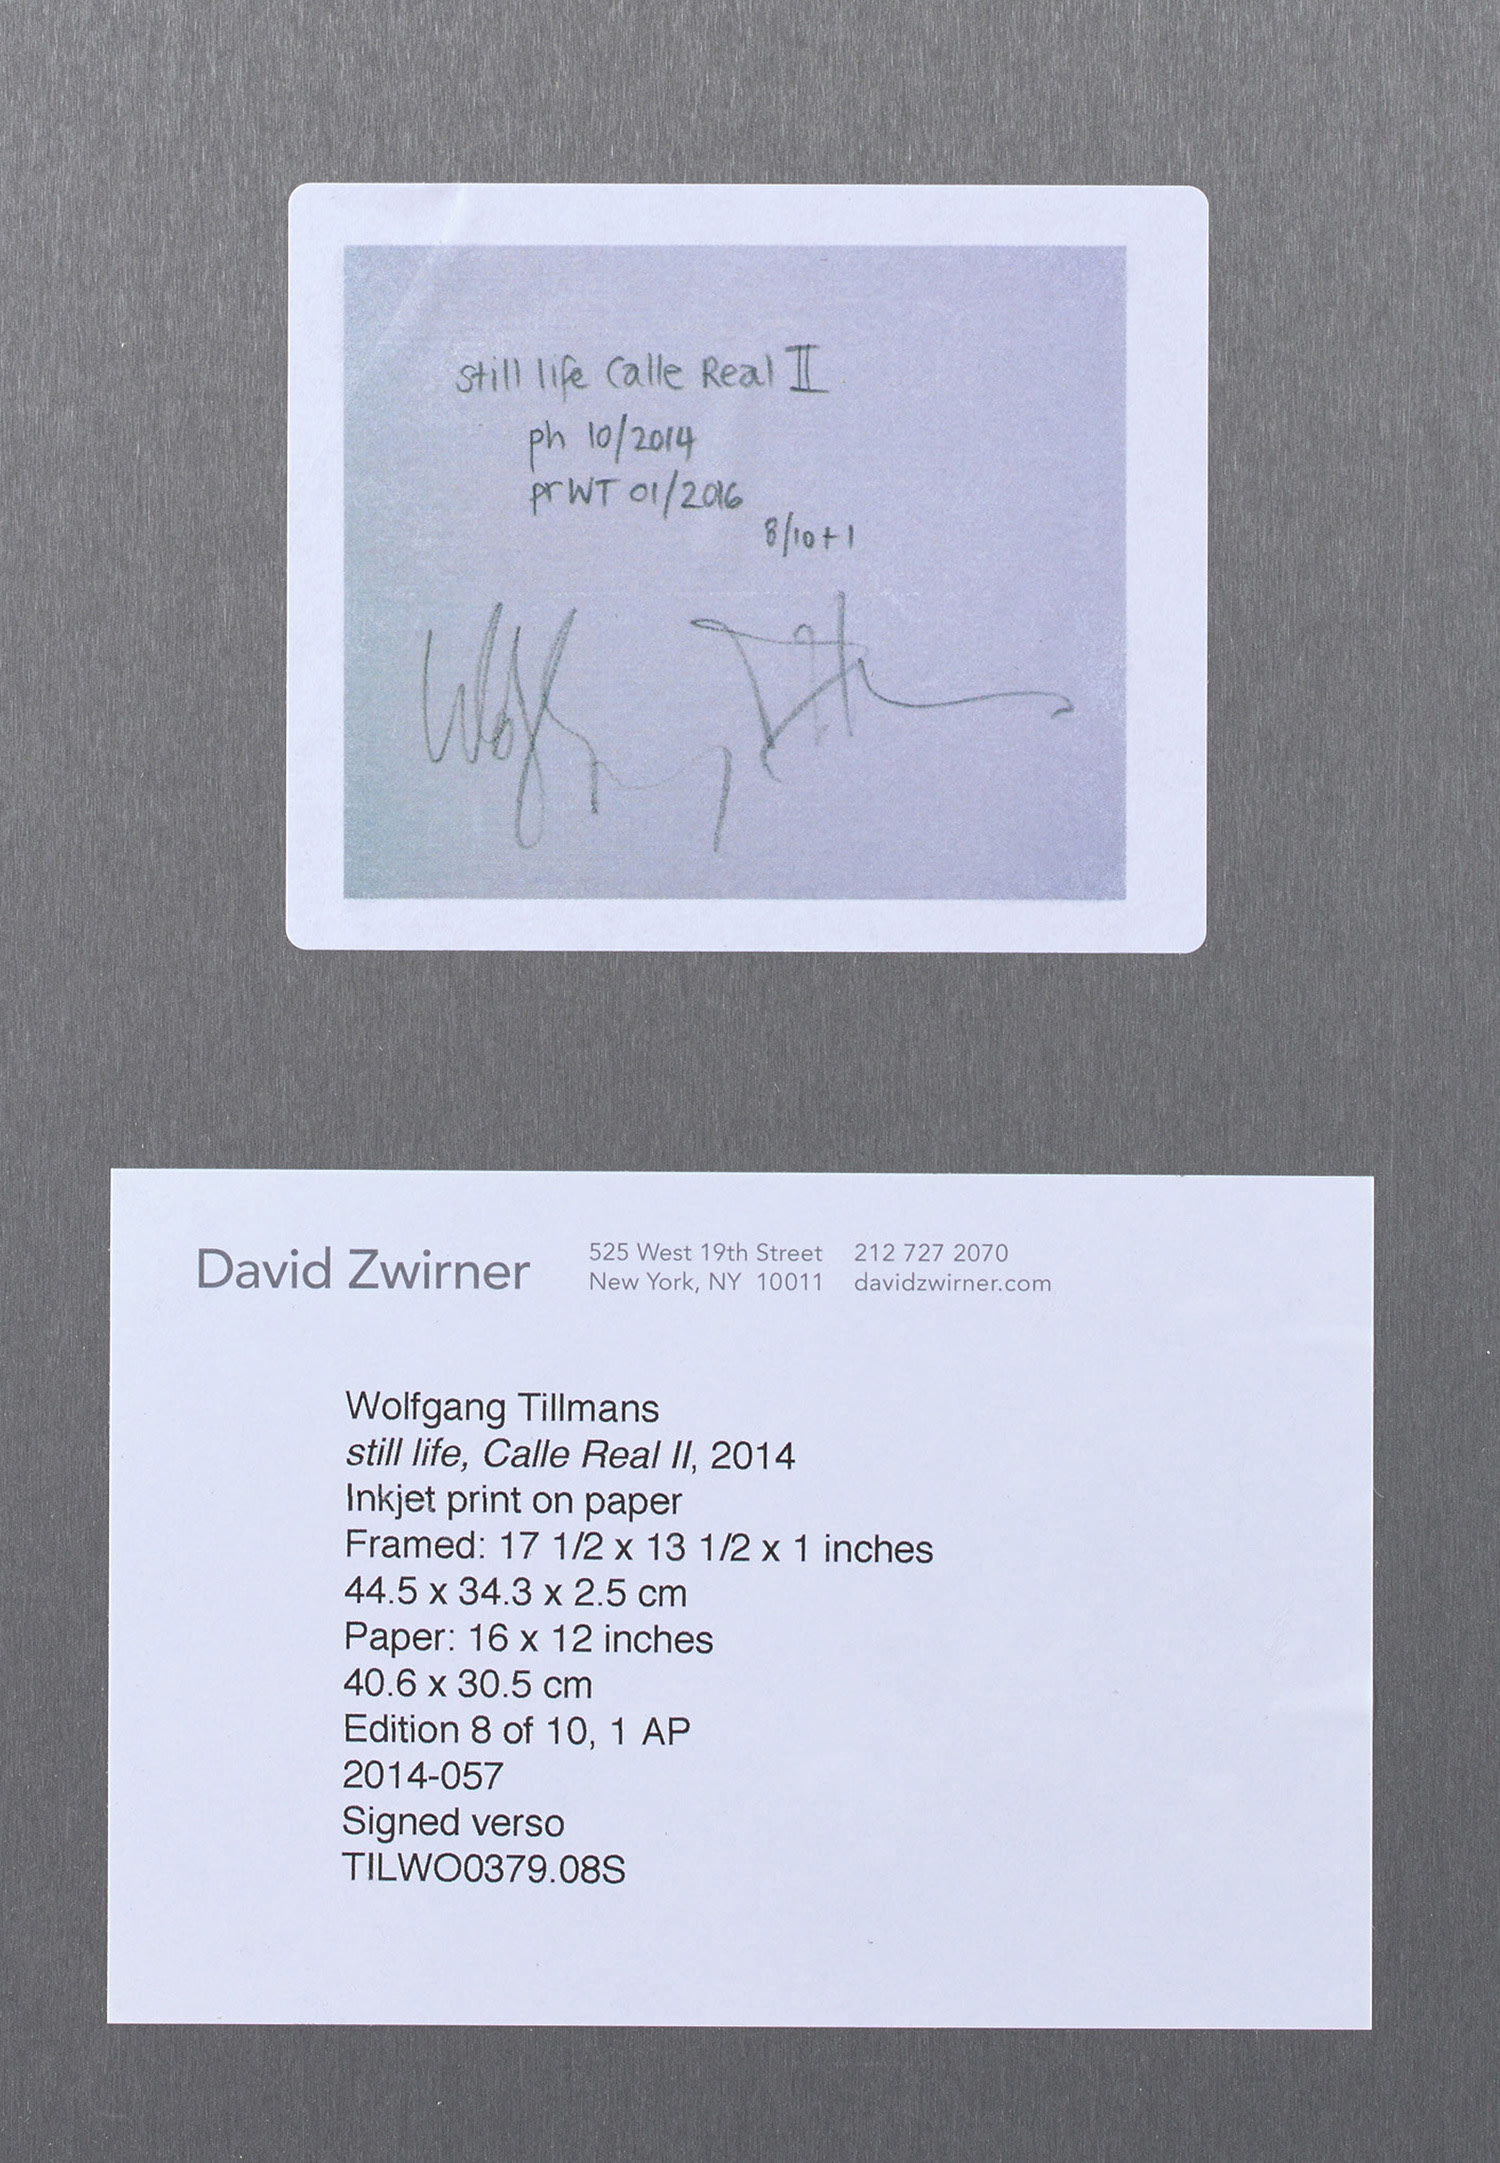 still life Calle Real II
ph 10/2014
prWT 01/2016
8/10+1
Wolfgang Tillmans
David Zwirner
525 West 19th Street
New York, NY 10011
212 727 2070
davidzwirner.com
Wolfgang Tillmans
still life, Calle Real II, 2014
Inkjet print on paper
Framed: 17 1/2 x 13 1/2 x 1 inches
44.5 x 34.3 x 2.5 cm
Paper: 16 x 12 inches
40.6 x 30.5 cm
Edition 8 of 10, 1 AP
2014-057
Signed verso
TILWO0379.08S